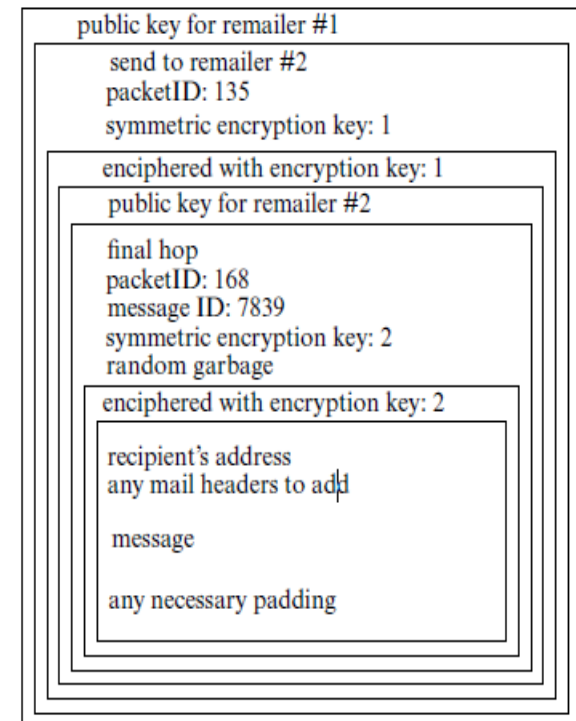 public key for remailer #1
send to remailer #2
packetID: 135
symmetric encryption key: 1
enciphered with encryption key: 1
public key for remailer #2
final hop
packetID: 168
message ID: 7839
symmetric encryption key: 2
random garbage
enciphered with encryption key: 2
recipient’s address
any mail headers to add
message
any necessary padding